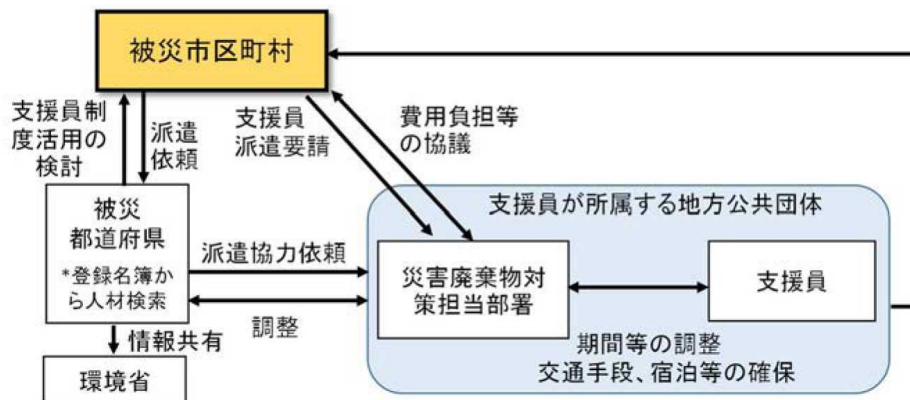 被災市区町村
支援員制
度活用の
検討
派遣
依頼
支援員
派遣要請
費用負担等
の協議
被災
都道府県
*登録名簿か
ら人材検索
派遣協力依頼
調整
情報共有
環境省
支援員が所属する地方公共団体
災害廃棄物対
策担当部署
支援員
期間等の調整
交通手段、宿泊等の確保